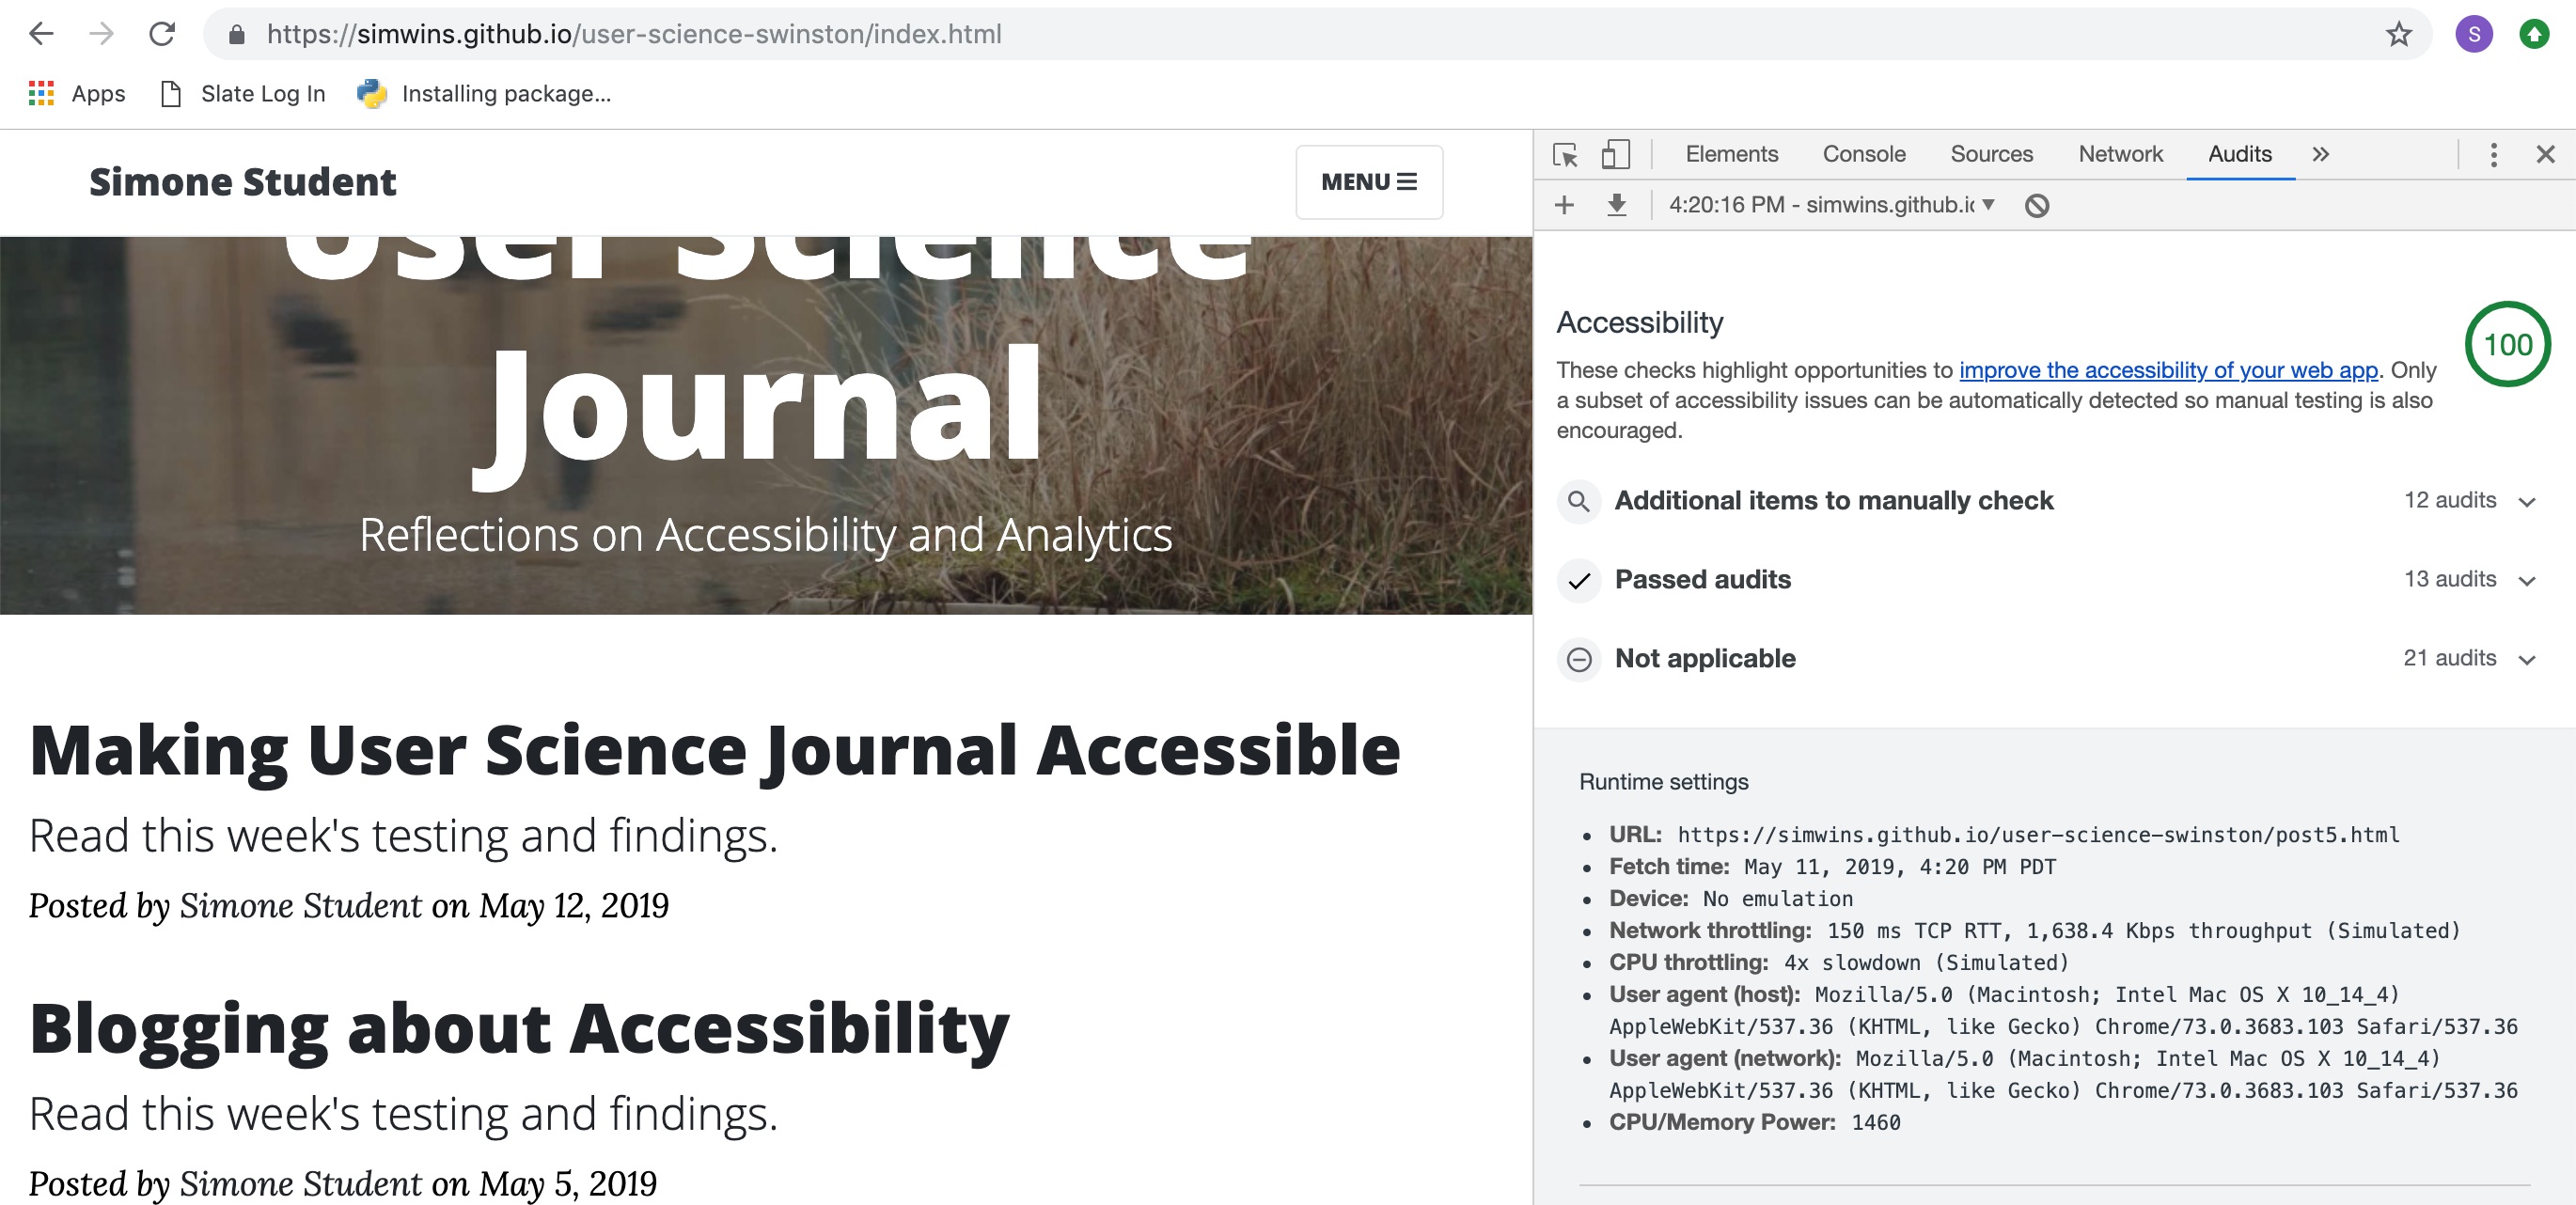 https://simwins.github.io/user-science-swinston/index.html
S
Apps
Slate Log In
Installing package...
Simone Student
MENU
User Science
Journal
Reflections on Accessibility and Analytics
Making User Science Journal Accessible
Read this week's testing and findings.
Posted by Simone Student on May 12, 2019
Blogging about Accessibility
Read this week's testing and findings.
Posted by Simone Student on May 5, 2019
Elements Console Sources Network Audits
4:20:16 PM - simwins.github.i
Accessibility
100
These checks highlight opportunities to improve the accessibility of your web app. Only
a subset of accessibility issues can be automatically detected so manual testing is also
encouraged.
Additional items to manually check 12 audits
Passed audits 13 audits
Not applicable 21 audits
Runtime settings
URL: https://simwins.github.io/user-science-swinston/post5.html
Fetch time: May 11, 2019, 4:20 PM PDT
Device: No emulation
Network throttling: 150 ms TCP RTT, 1,638.4 Kbps throughput (Simulated)
CPU throttling: 4x slowdown (Simulated)
User agent (host): Mozilla/5.0 (Macintosh; Intel Mac OS X 10_14_4)
AppleWebKit/537.36 (KHTML, like Gecko) Chrome/73.0.3683.103 Safari/537.36
User agent (network): Mozilla/5.0 (Macintosh; Intel Mac OS X 10_14_4)
AppleWebKit/537.36 (KHTML, like Gecko) Chrome/73.0.3683.103 Safari/537.36
CPU/Memory Power: 1460